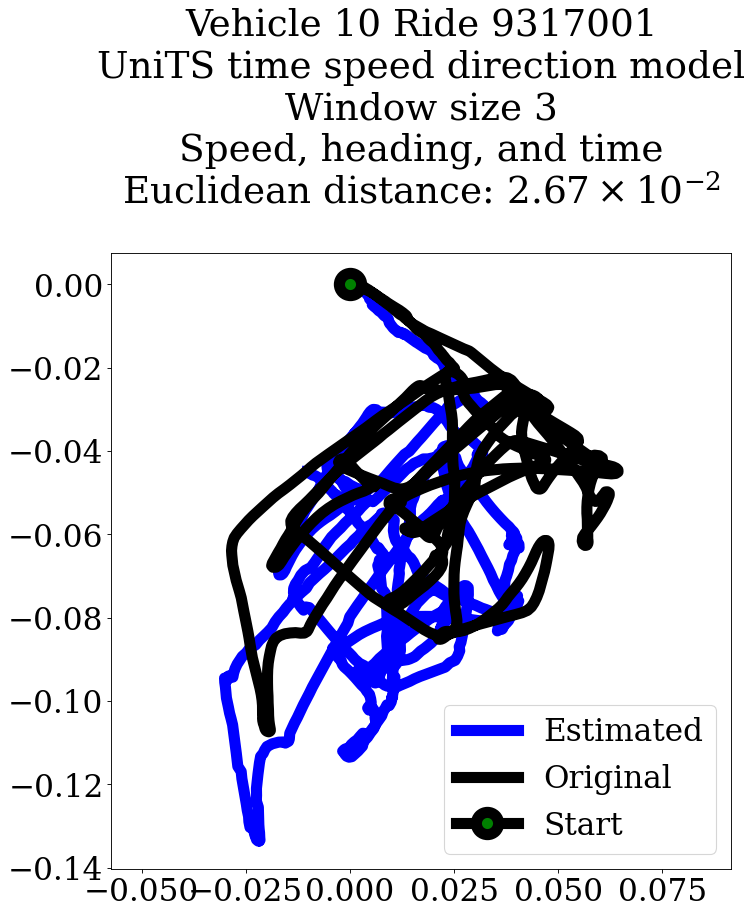 Vehicle 10 Ride 9317001
UniTS time speed direction model
Window size 3
Speed, heading, and time
Euclidean distance: 2.67 × 10⁻²
0.00
−0.02
−0.04
−0.06
−0.08
−0.10
−0.12
−0.14
Estimated
Original
Start
−0.050 −0.025 0.000 0.025 0.050 0.075